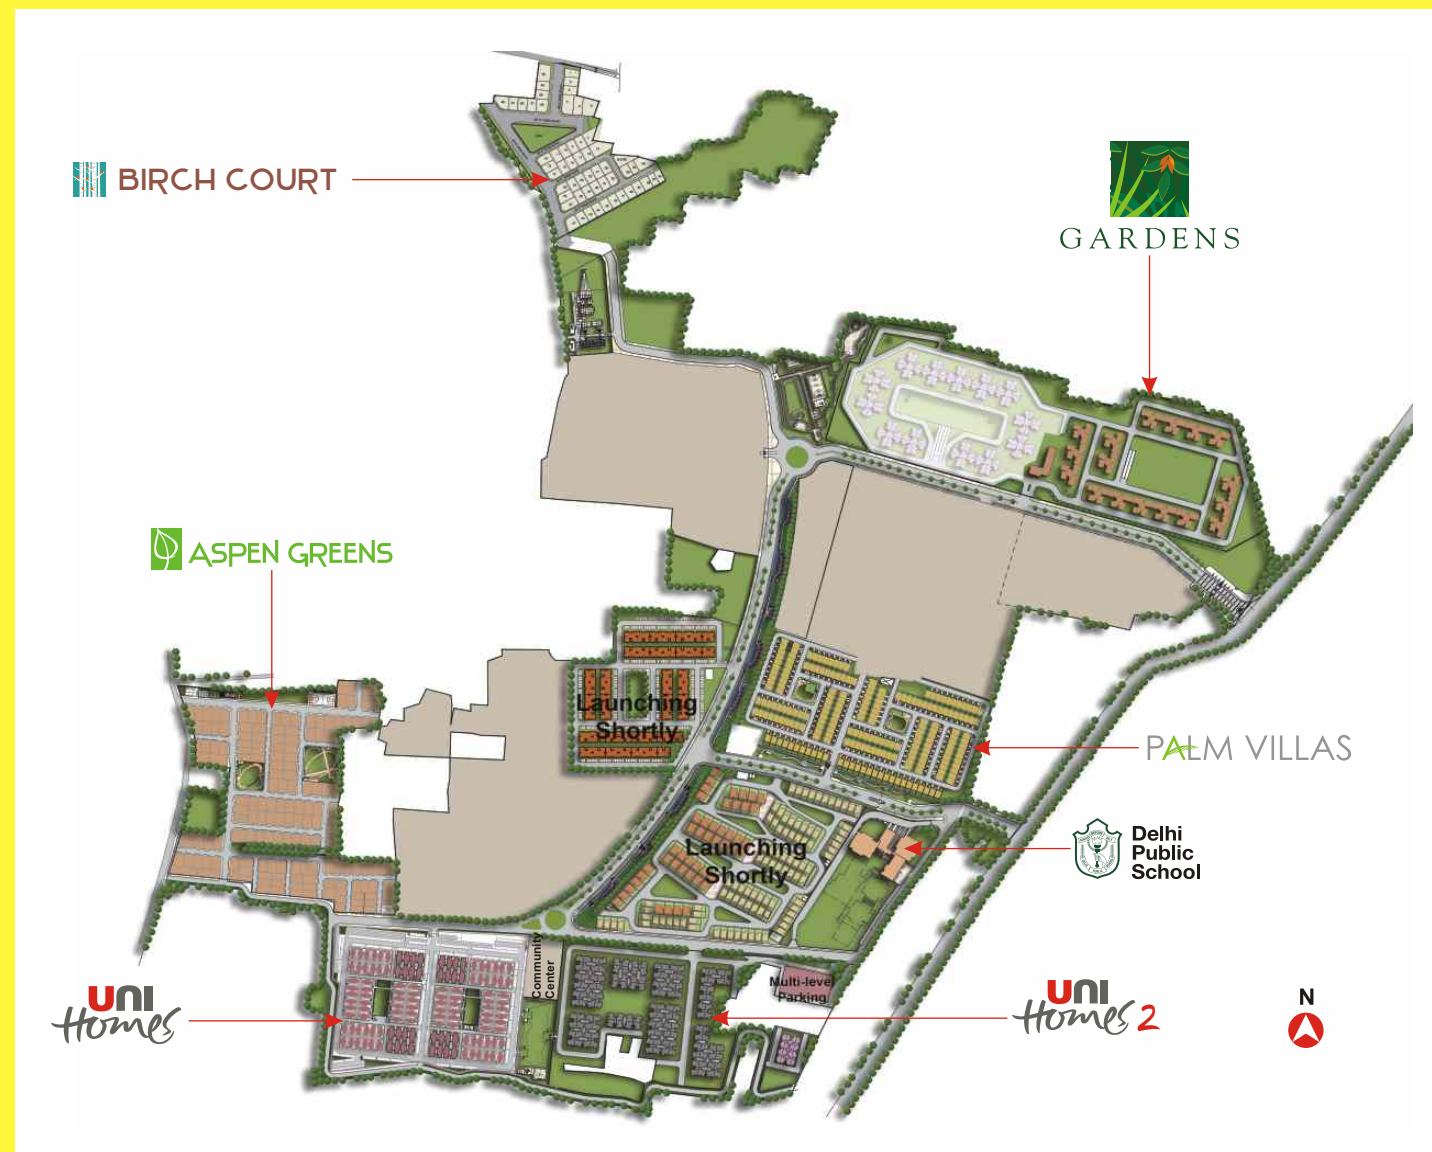 BIRCH COURT
GARDENS
ASPEN GREENS
Launching
Shortly
PALM VILLAS
Launching
Shortly
Delhi
Public
School
Community
Center
Multi-level
Parking
UNI
Homes
UNI
Homes 2
N